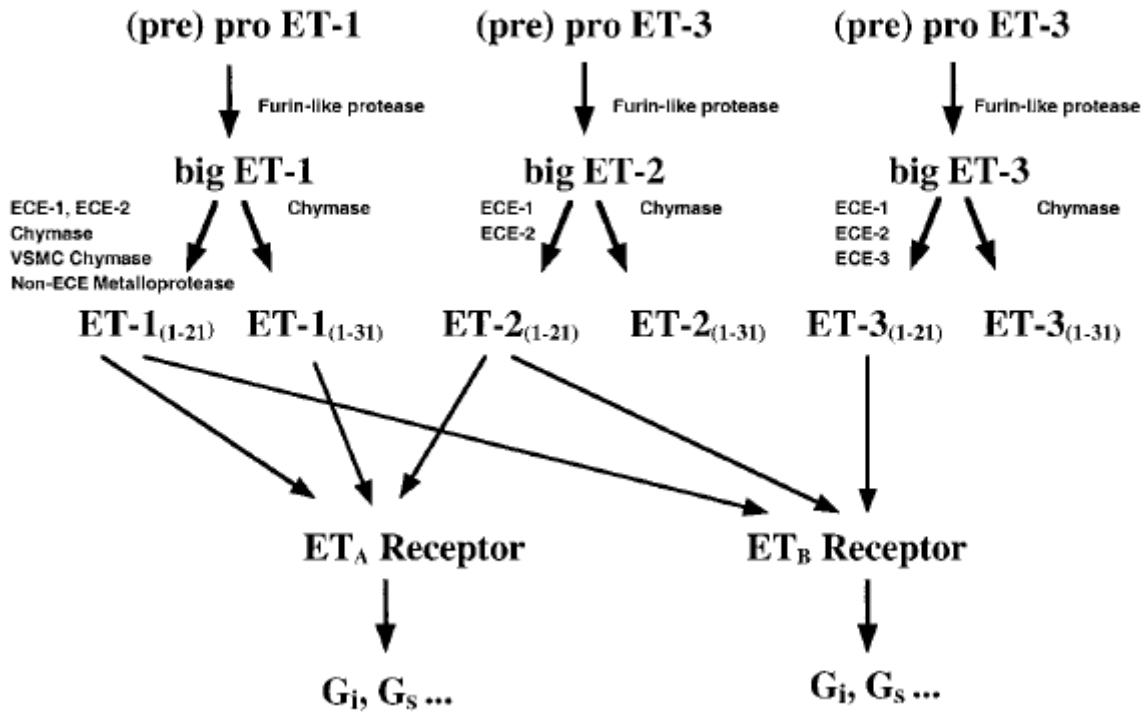 (pre) pro ET-1 (pre) pro ET-3 (pre) pro ET-3
Furin-like protease Furin-like protease Furin-like protease
big ET-1 big ET-2 big ET-3
ECE-1, ECE-2 Chymase ECE-1 Chymase ECE-1 Chymase
Chymase ECE-2 ECE-2
VSMC Chymase ECE-3
Non-ECE Metalloprotease
ET-1(1-21) ET-1(1-31) ET-2(1-21) ET-2(1-31) ET-3(1-21) ET-3(1-31)
ETA Receptor ETB Receptor
Gi, Gs ... Gi, Gs ...